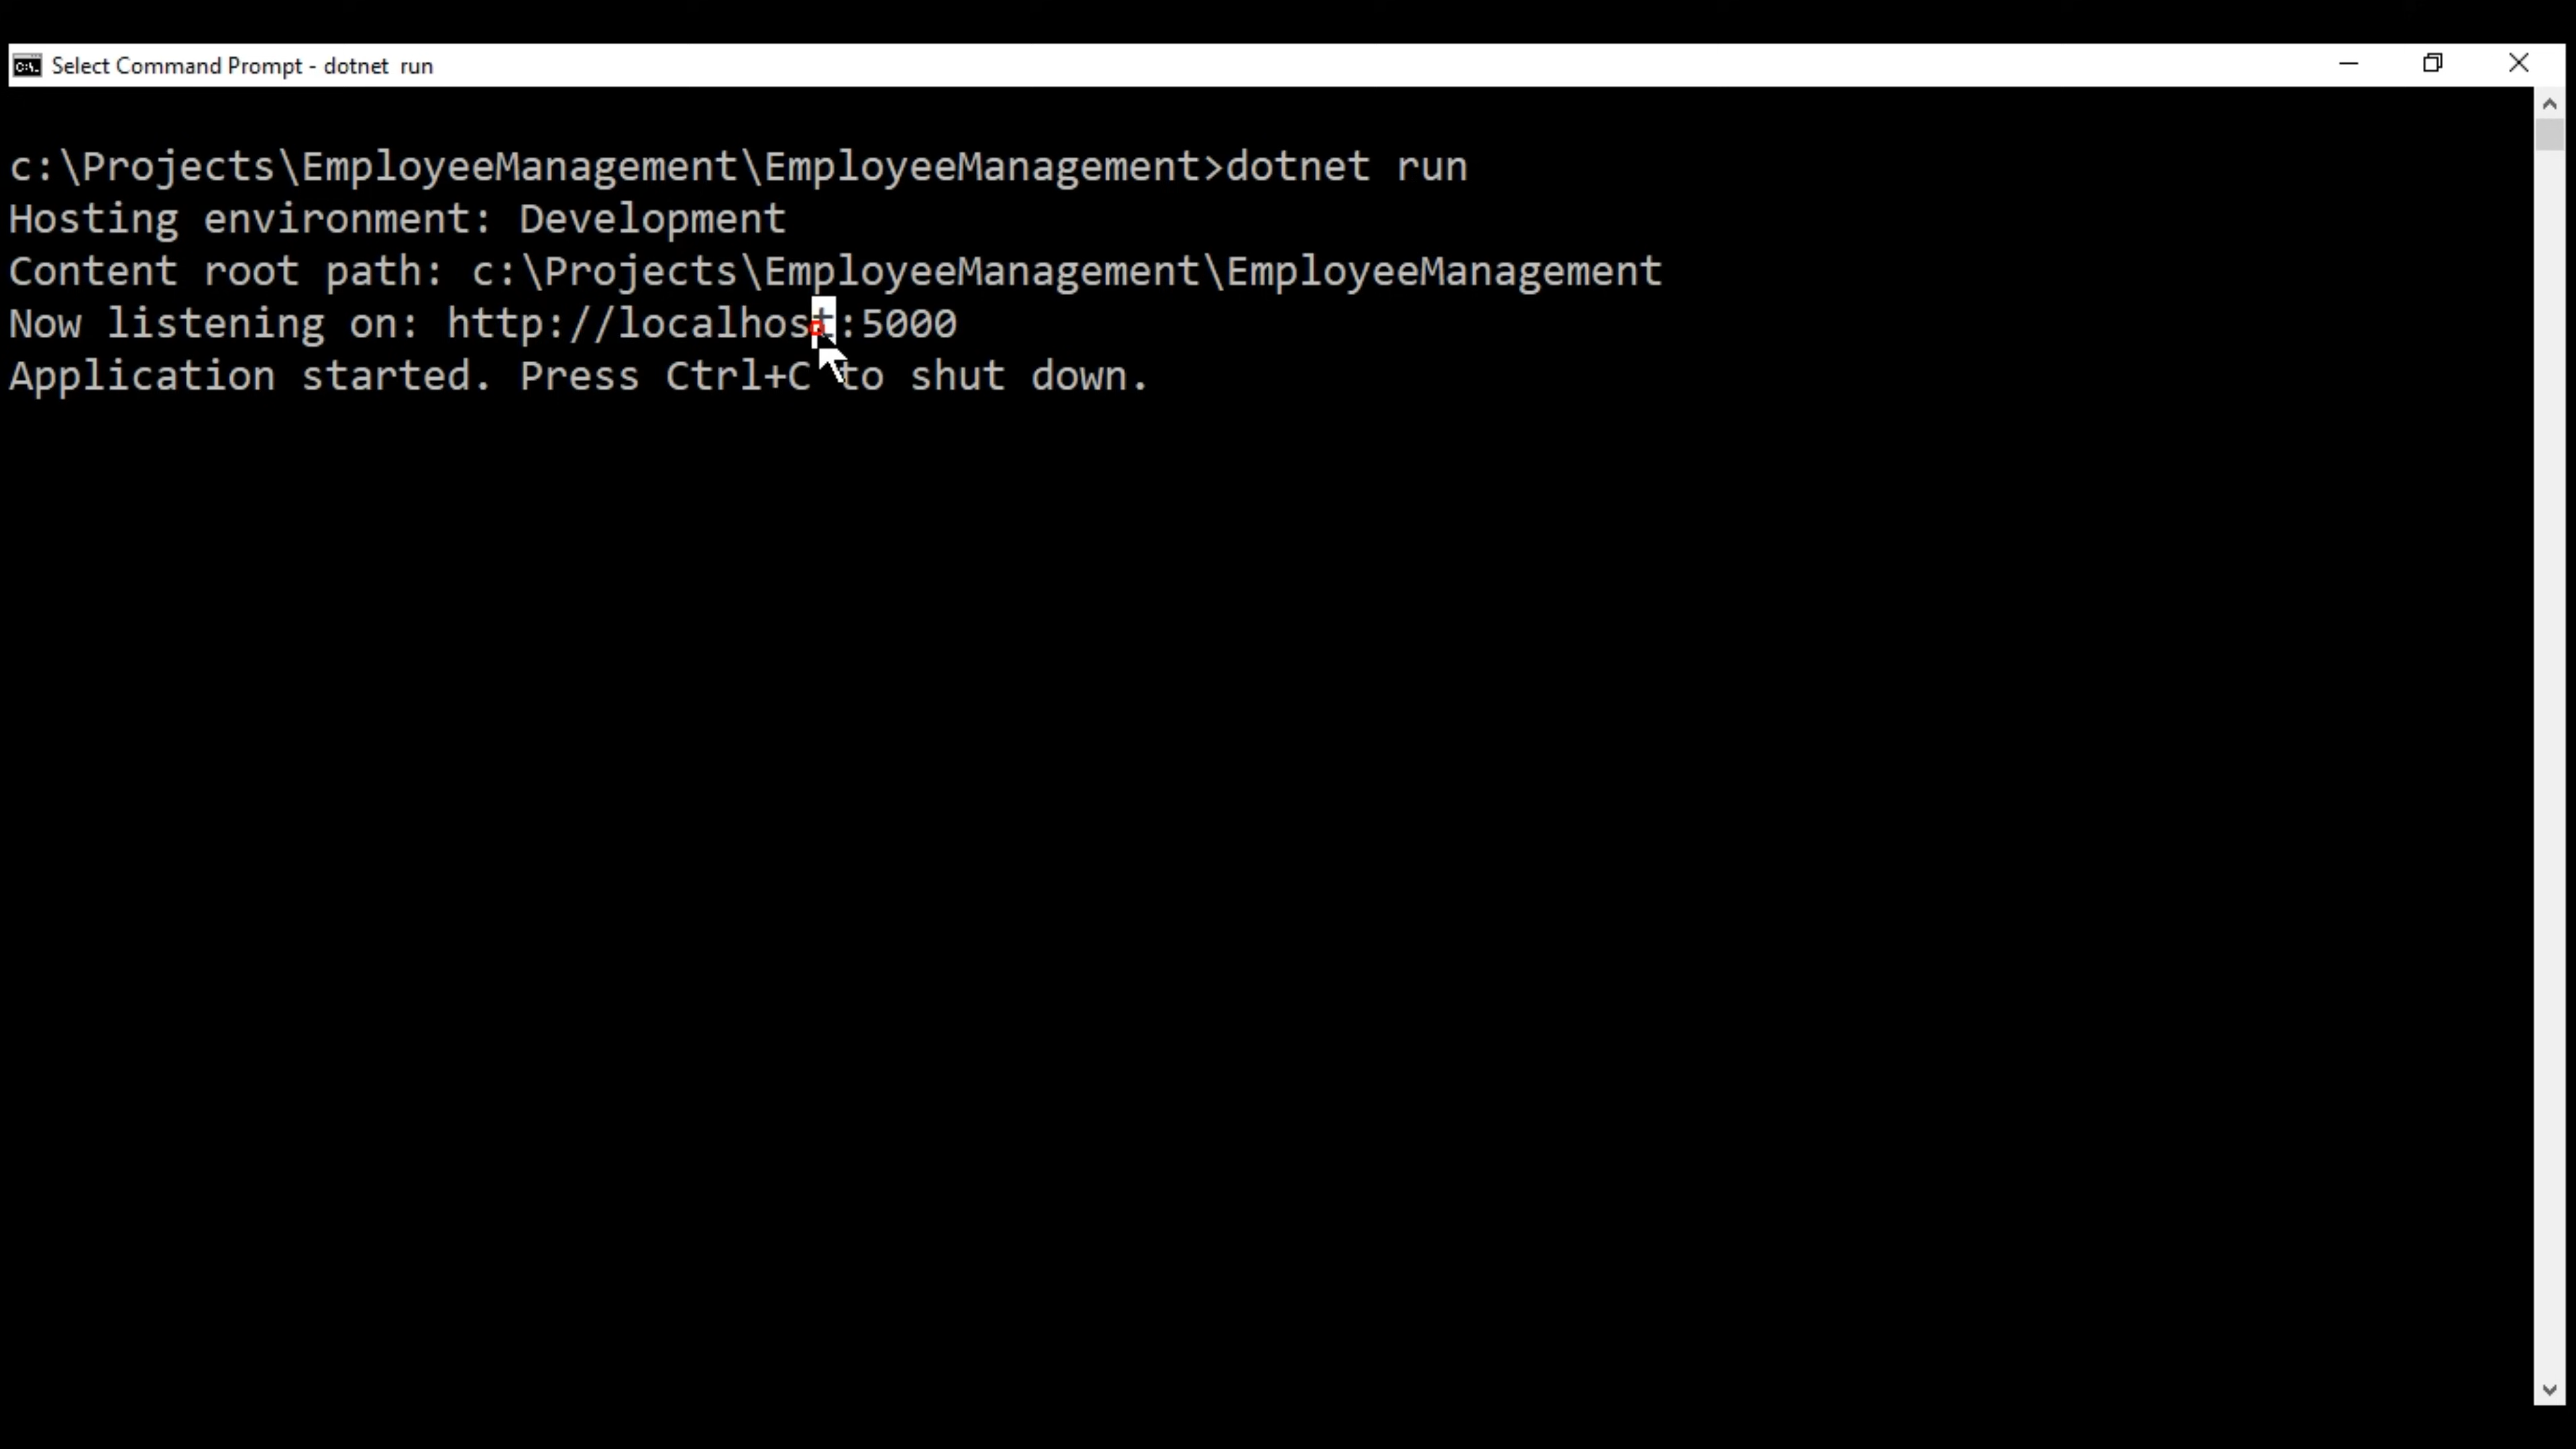 Select Command Prompt - dotnet  run
c:\Projects\EmployeeManagement\EmployeeManagement>dotnet run
Hosting environment: Development
Content root path: c:\Projects\EmployeeManagement\EmployeeManagement
Now listening on: http://localhost:5000
Application started. Press Ctrl+C to shut down.